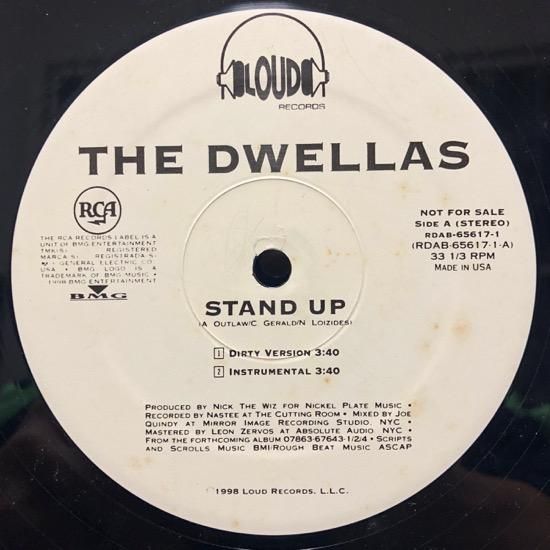 LOUD
RECORDS
THE DWELLAS
RCA
THE RCA RECORDS LABEL IS A
UNIT OF BMG ENTERTAINMENT
TMK(S) REGISTERED
MARCA(S) REGISTRADA(S)
GENERAL ELECTRIC CO.
USA • BMG LOGO IS A
TRADEMARK OF BMG MUSIC •
1998 BMG ENTERTAINMENT
BMG
NOT FOR SALE
SIDE A (STEREO)
RDAB-65617-1
(RDAB-65617-1-A)
33 1/3 RPM
MADE IN USA
STAND UP
(A OUTLAW/C GERALD/N LOIZIDES)
1 DIRTY VERSION 3:40
2 INSTRUMENTAL 3:40
PRODUCED BY NICK THE WIZ FOR NICKEL PLATE MUSIC •
RECORDED BY NASTEE AT THE CUTTING ROOM • MIXED BY JOE
QUINDY AT MIRROR IMAGE RECORDING STUDIO, NYC •
MASTERED BY LEON ZERVOS AT ABSOLUTE AUDIO, NYC •
FROM THE FORTHCOMING ALBUM 07863-67643-1/2/4 • SCRIPTS
AND SCROLLS MUSIC BMI/ROUGH BEAT MUSIC ASCAP
©1998 LOUD RECORDS, L.L.C.